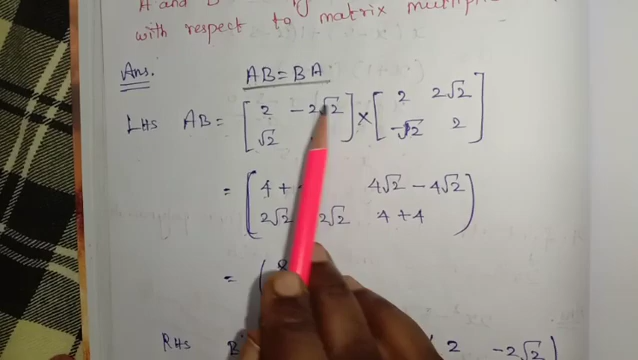 A and B
with respect to matrix multip
Ans. AB = BA
LHS AB = [ 2 -2√2 ] × [ 2 2√2 ]
[ √2 ] [ -√2 2 ]
= ( 4 + 4√2 - 4√2 )
( 2√2 2√2 4 + 4 )
= ( 8
RHS B ( 2 -2√2 )